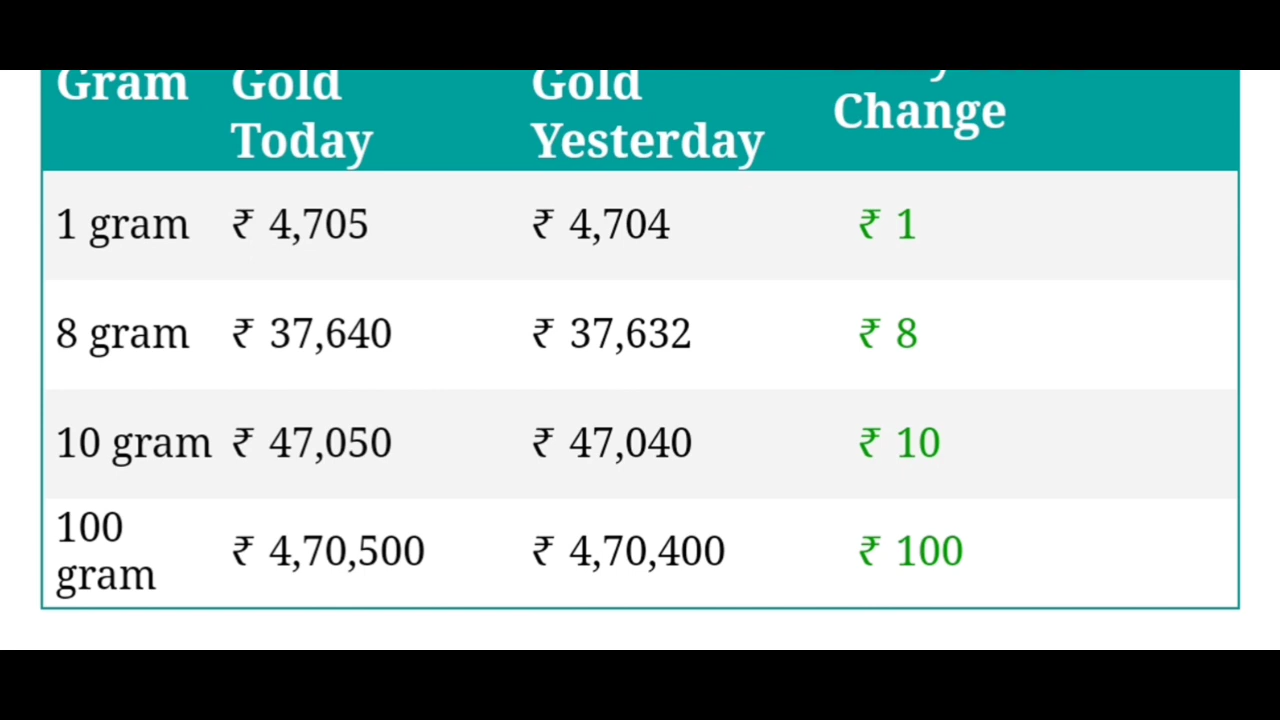 Gram Gold Gold
Today Yesterday Change
1 gram ₹ 4,705 ₹ 4,704 ₹ 1
8 gram ₹ 37,640 ₹ 37,632 ₹ 8
10 gram ₹ 47,050 ₹ 47,040 ₹ 10
100
gram ₹ 4,70,500 ₹ 4,70,400 ₹ 100